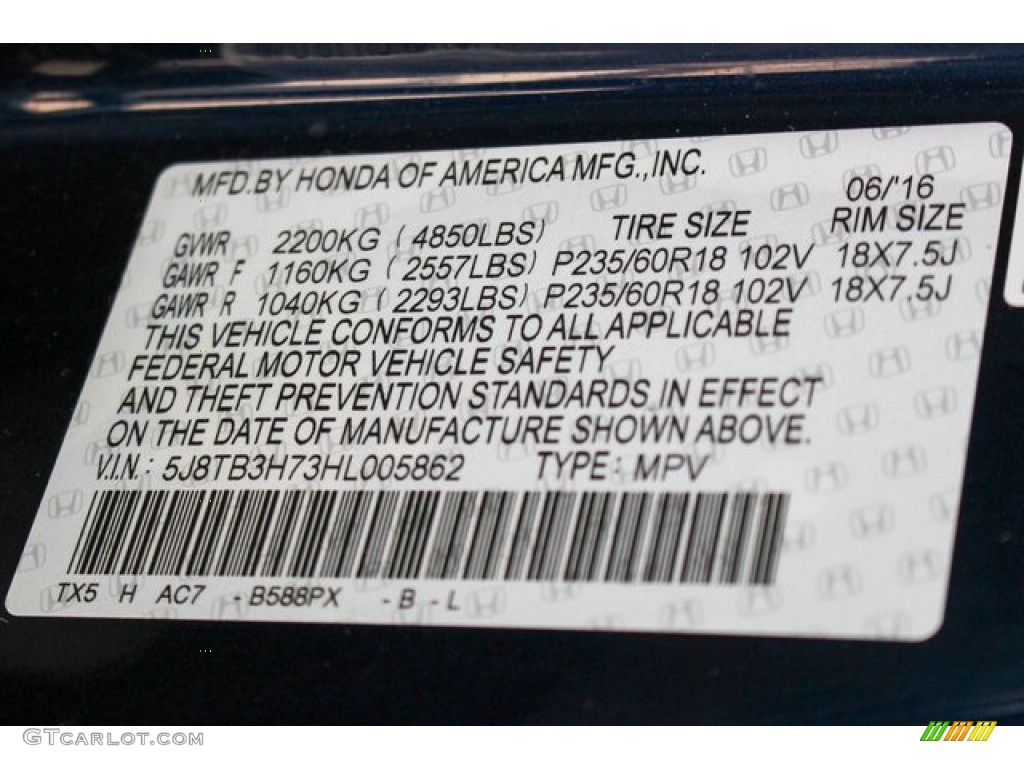 MFD.BY HONDA OF AMERICA MFG.,INC.
06/'16
GVWR 2200KG (4850LBS) TIRE SIZE RIM SIZE
GAWR F 1160KG (2557LBS) P235/60R18 102V 18X7.5J
GAWR R 1040KG (2293LBS) P235/60R18 102V 18X7.5J
THIS VEHICLE CONFORMS TO ALL APPLICABLE
FEDERAL MOTOR VEHICLE SAFETY
AND THEFT PREVENTION STANDARDS IN EFFECT
ON THE DATE OF MANUFACTURE SHOWN ABOVE.
V.I.N.: 5J8TB3H73HL005862 TYPE: MPV
TX5 H AC7 - B588PX - B - L
GTCARLOT.COM